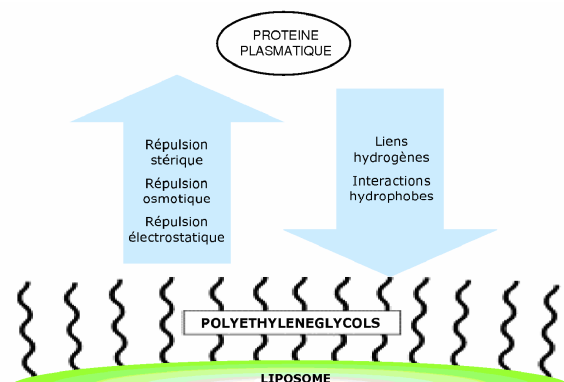 PROTEINE
PLASMATIQUE
Répulsion
stérique
Répulsion
osmotique
Répulsion
électrostatique
Liens
hydrogènes
Interactions
hydrophobes
POLYETHYLENEGLYCOLS
LIPOSOME